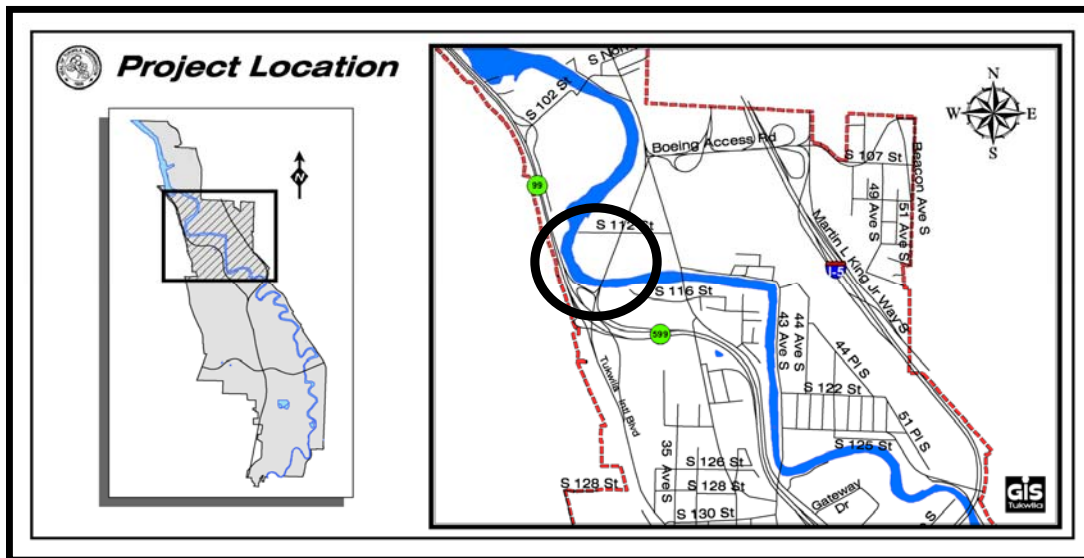 Project Location
N
N
W
E
S
S 102 St
Boeing Access Rd
S 107 St
Beacon Ave S
49 Ave S
51 Ave S
99
S 112 St
Martin L King Jr Way S
I-5
S 116 St
43 Ave S
44 Ave S
599
44 Pl S
Tukwila Intl Blvd
S 122 St
51 Pl S
35 Ave S
S 125 St
S 126 St
S 128 St
S 128 St
S 130 St
Gateway Dr
GIS
Tukwila